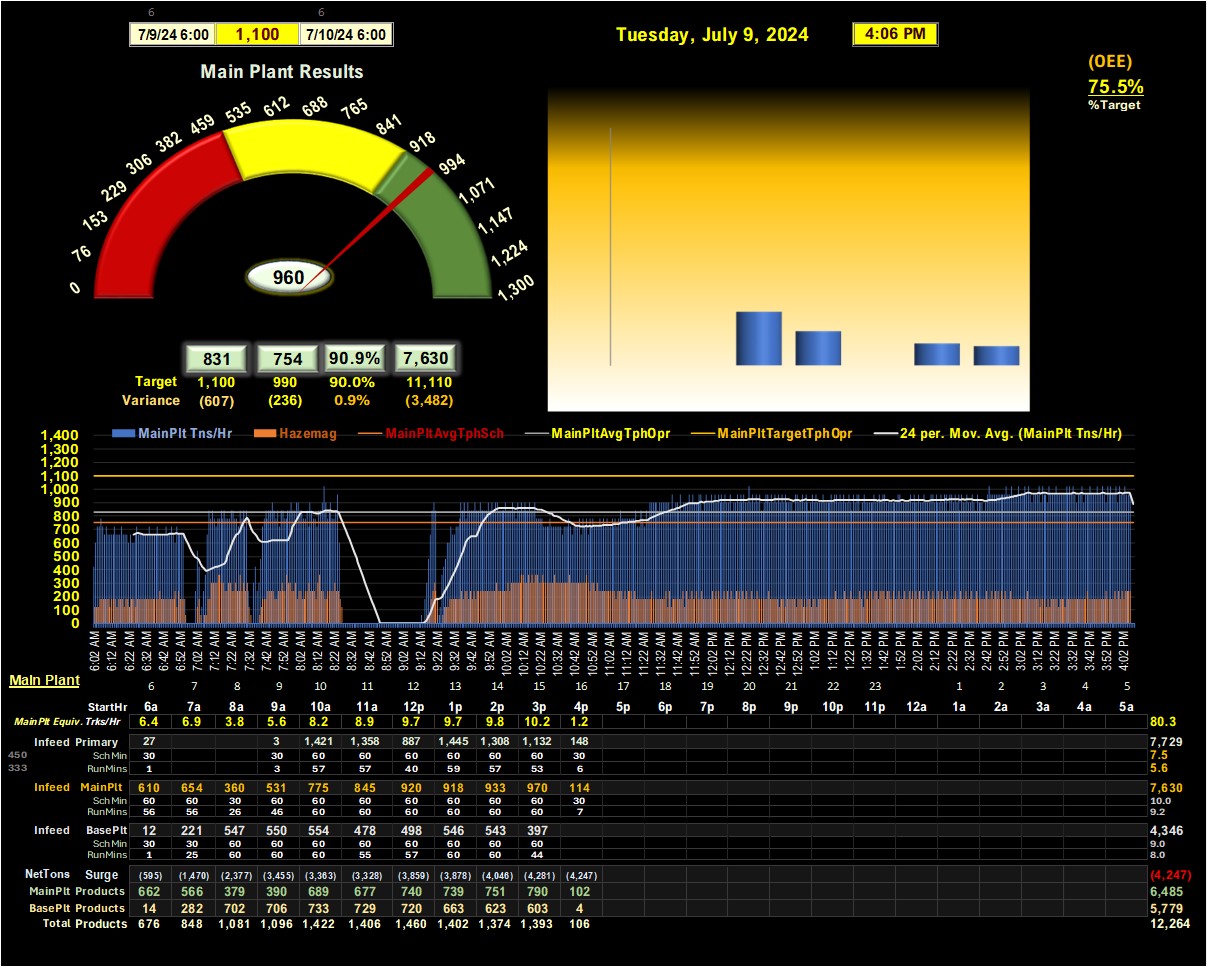 6 6
7/9/24 6:00 1,100 7/10/24 6:00
Tuesday, July 9, 2024 4:06 PM
(OEE)
75.5%
%Target
Main Plant Results
0 76 153 229 306 382 459 535 612 688 765 841 918 994 1,071 1,147 1,224 1,300
960
831 754 90.9% 7,630
Target 1,100 990 90.0% 11,110
Variance (607) (236) 0.9% (3,482)
MainPlt Tns/Hr Hazemag MainPltAvgTphSch MainPltAvgTphOpr MainPltTargetTphOpr 24 per. Mov. Avg. (MainPlt Tns/Hr)
1,400
1,300
1,200
1,100
1,000
900
800
700
600
500
400
300
200
100
0
6:02 AM 6:12 AM 6:22 AM 6:32 AM 6:42 AM 6:52 AM 7:02 AM 7:12 AM 7:22 AM 7:32 AM 7:42 AM 7:52 AM 8:02 AM 8:12 AM 8:22 AM 8:32 AM 8:42 AM 8:52 AM 9:02 AM 9:12 AM 9:22 AM 9:32 AM 9:42 AM 9:52 AM 10:02 AM 10:12 AM 10:22 AM 10:32 AM 10:42 AM 10:52 AM 11:02 AM 11:12 AM 11:22 AM 11:32 AM 11:42 AM 11:52 AM 12:02 PM 12:12 PM 12:22 PM 12:32 PM 12:42 PM 12:52 PM 1:02 PM 1:12 PM 1:22 PM 1:32 PM 1:42 PM 1:52 PM 2:02 PM 2:12 PM 2:22 PM 2:32 PM 2:42 PM 2:52 PM 3:02 PM 3:12 PM 3:22 PM 3:32 PM 3:42 PM 3:52 PM 4:02 PM
Main Plant 6 7 8 9 10 11 12 13 14 15 16 17 18 19 20 21 22 23 1 2 3 4 5
StartHr 6a 7a 8a 9a 10a 11a 12p 1p 2p 3p 4p 5p 6p 7p 8p 9p 10p 11p 12a 1a 2a 3a 4a 5a
MainPlt Equiv. Trks/Hr 6.4 6.9 3.8 5.6 8.2 8.9 9.7 9.7 9.8 10.2 1.2 80.3
Infeed Primary 27 3 1,421 1,358 887 1,445 1,308 1,132 148 7,729
450 SchMin 30 30 60 60 60 60 60 60 30 7.5
333 RunMins 1 3 57 57 40 59 57 53 6 5.6
Infeed MainPlt 610 654 360 531 775 845 920 918 933 970 114 7,630
SchMin 60 60 30 60 60 60 60 60 60 60 30 10.0
RunMins 56 56 26 46 60 60 60 60 60 60 7 9.2
Infeed BasePlt 12 221 547 550 554 478 498 546 543 397 4,346
SchMin 30 30 60 60 60 60 60 60 60 60 9.0
RunMins 1 25 60 60 60 55 57 60 60 44 8.0
NetTons Surge (595) (1,470) (2,377) (3,455) (3,363) (3,328) (3,859) (3,878) (4,046) (4,281) (4,247) (4,247)
MainPlt Products 662 566 379 390 689 677 740 739 751 790 102 6,485
BasePlt Products 14 282 702 706 733 729 720 663 623 603 4 5,779
Total Products 676 848 1,081 1,096 1,422 1,406 1,460 1,402 1,374 1,393 106 12,264